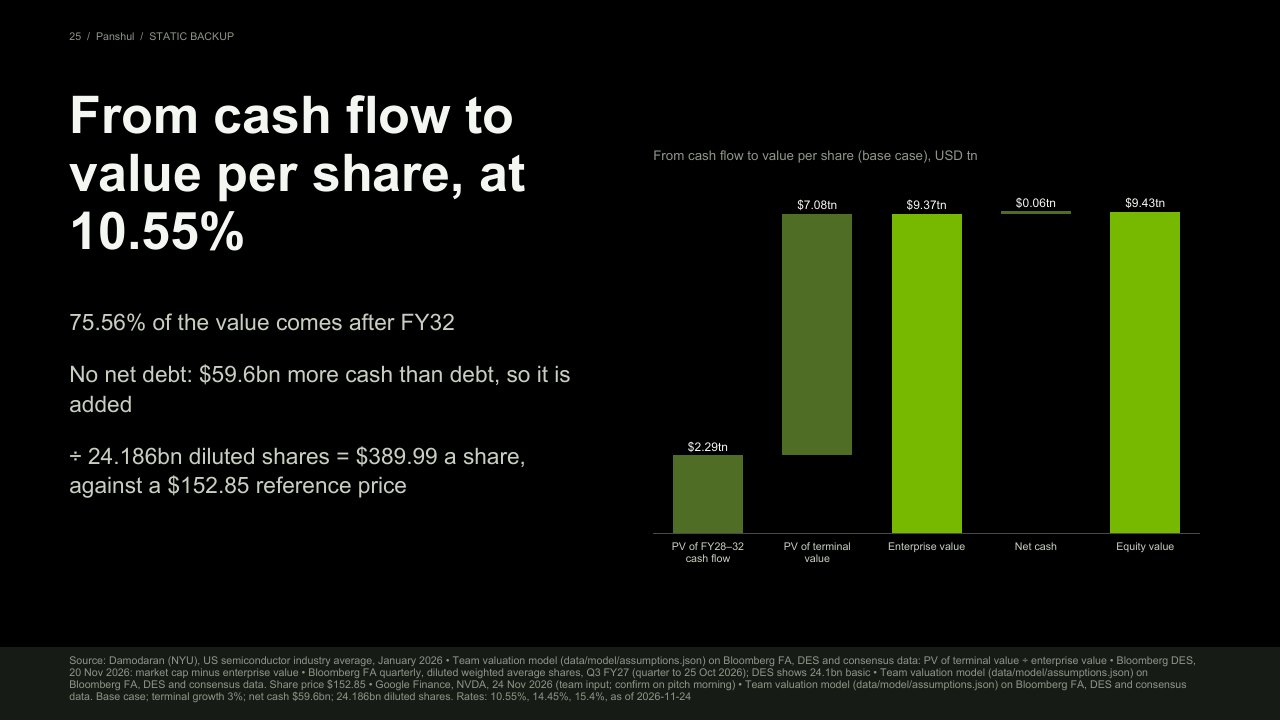 25 / Panshul / STATIC BACKUP
From cash flow to
value per share, at
10.55%
75.56% of the value comes after FY32
No net debt: $59.6bn more cash than debt, so it is
added
÷ 24.186bn diluted shares = $389.99 a share,
against a $152.85 reference price
From cash flow to value per share (base case), USD tn
$2.29tn
$7.08tn
$9.37tn
$0.06tn
$9.43tn
PV of FY28–32
cash flow
PV of terminal
value
Enterprise value
Net cash
Equity value
Source: Damodaran (NYU), US semiconductor industry average, January 2026 • Team valuation model (data/model/assumptions.json) on Bloomberg FA, DES and consensus data: PV of terminal value ÷ enterprise value • Bloomberg DES,
20 Nov 2026: market cap minus enterprise value • Bloomberg FA quarterly, diluted weighted average shares, Q3 FY27 (quarter to 25 Oct 2026); DES shows 24.1bn basic • Team valuation model (data/model/assumptions.json) on
Bloomberg FA, DES and consensus data. Share price $152.85 • Google Finance, NVDA, 24 Nov 2026 (team input; confirm on pitch morning) • Team valuation model (data/model/assumptions.json) on Bloomberg FA, DES and consensus
data. Base case; terminal growth 3%; net cash $59.6bn; 24.186bn diluted shares. Rates: 10.55%, 14.45%, 15.4%, as of 2026-11-24